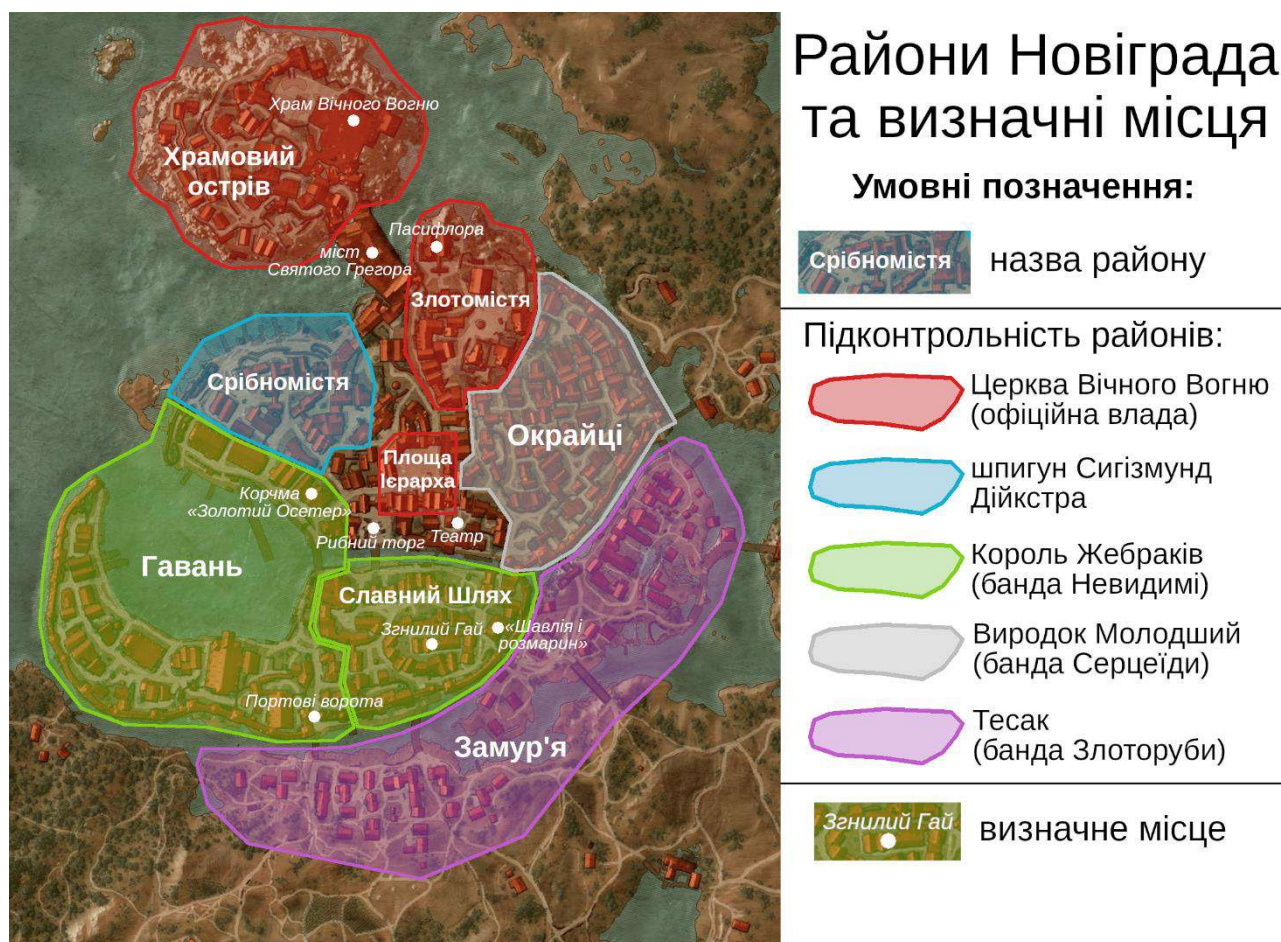 Райони Новіграда
та визначні місця
Умовні позначення:
Срібномістя
назва району
Підконтрольність районів:
Церква Вічного Вогню
(офіційна влада)
шпигун Сигізмунд
Дійкстра
Король Жебраків
(банда Невидимі)
Виродок Молодший
(банда Серцеїди)
Тесак
(банда Злоторуби)
Згнилий Гай
визначне місце
Храм Вічного Вогню
Храмовий
острів
Пасифлора
міст
Святого Грегора
Злотомістя
Срібномістя
Окрайці
Площа
Ієрарха
Корчма
«Золотий Осетер»
Рибний торг
Театр
Гавань
Славний Шлях
Згнилий Гай
«Шавлія і
розмарин»
Портові ворота
Замур'я